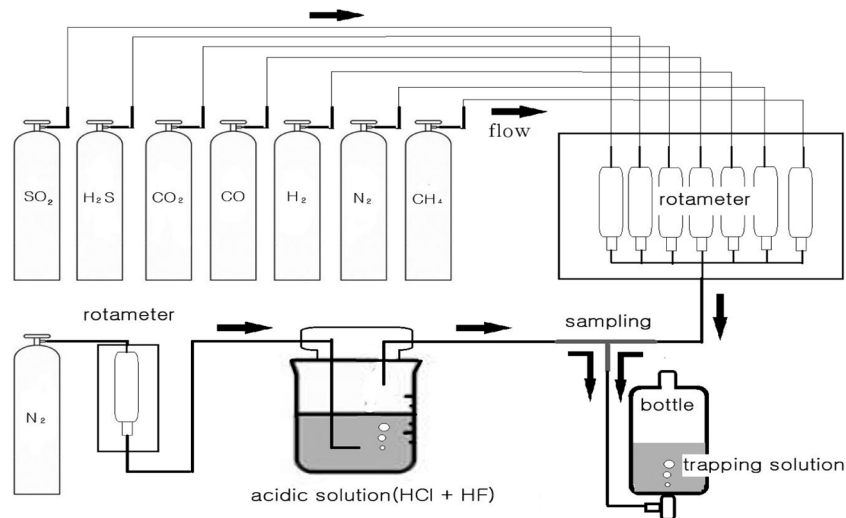 flow
SO₂
H₂S
CO₂
CO
H₂
N₂
CH₄
rotameter
rotameter
sampling
N₂
bottle
trapping solution
acidic solution(HCl + HF)